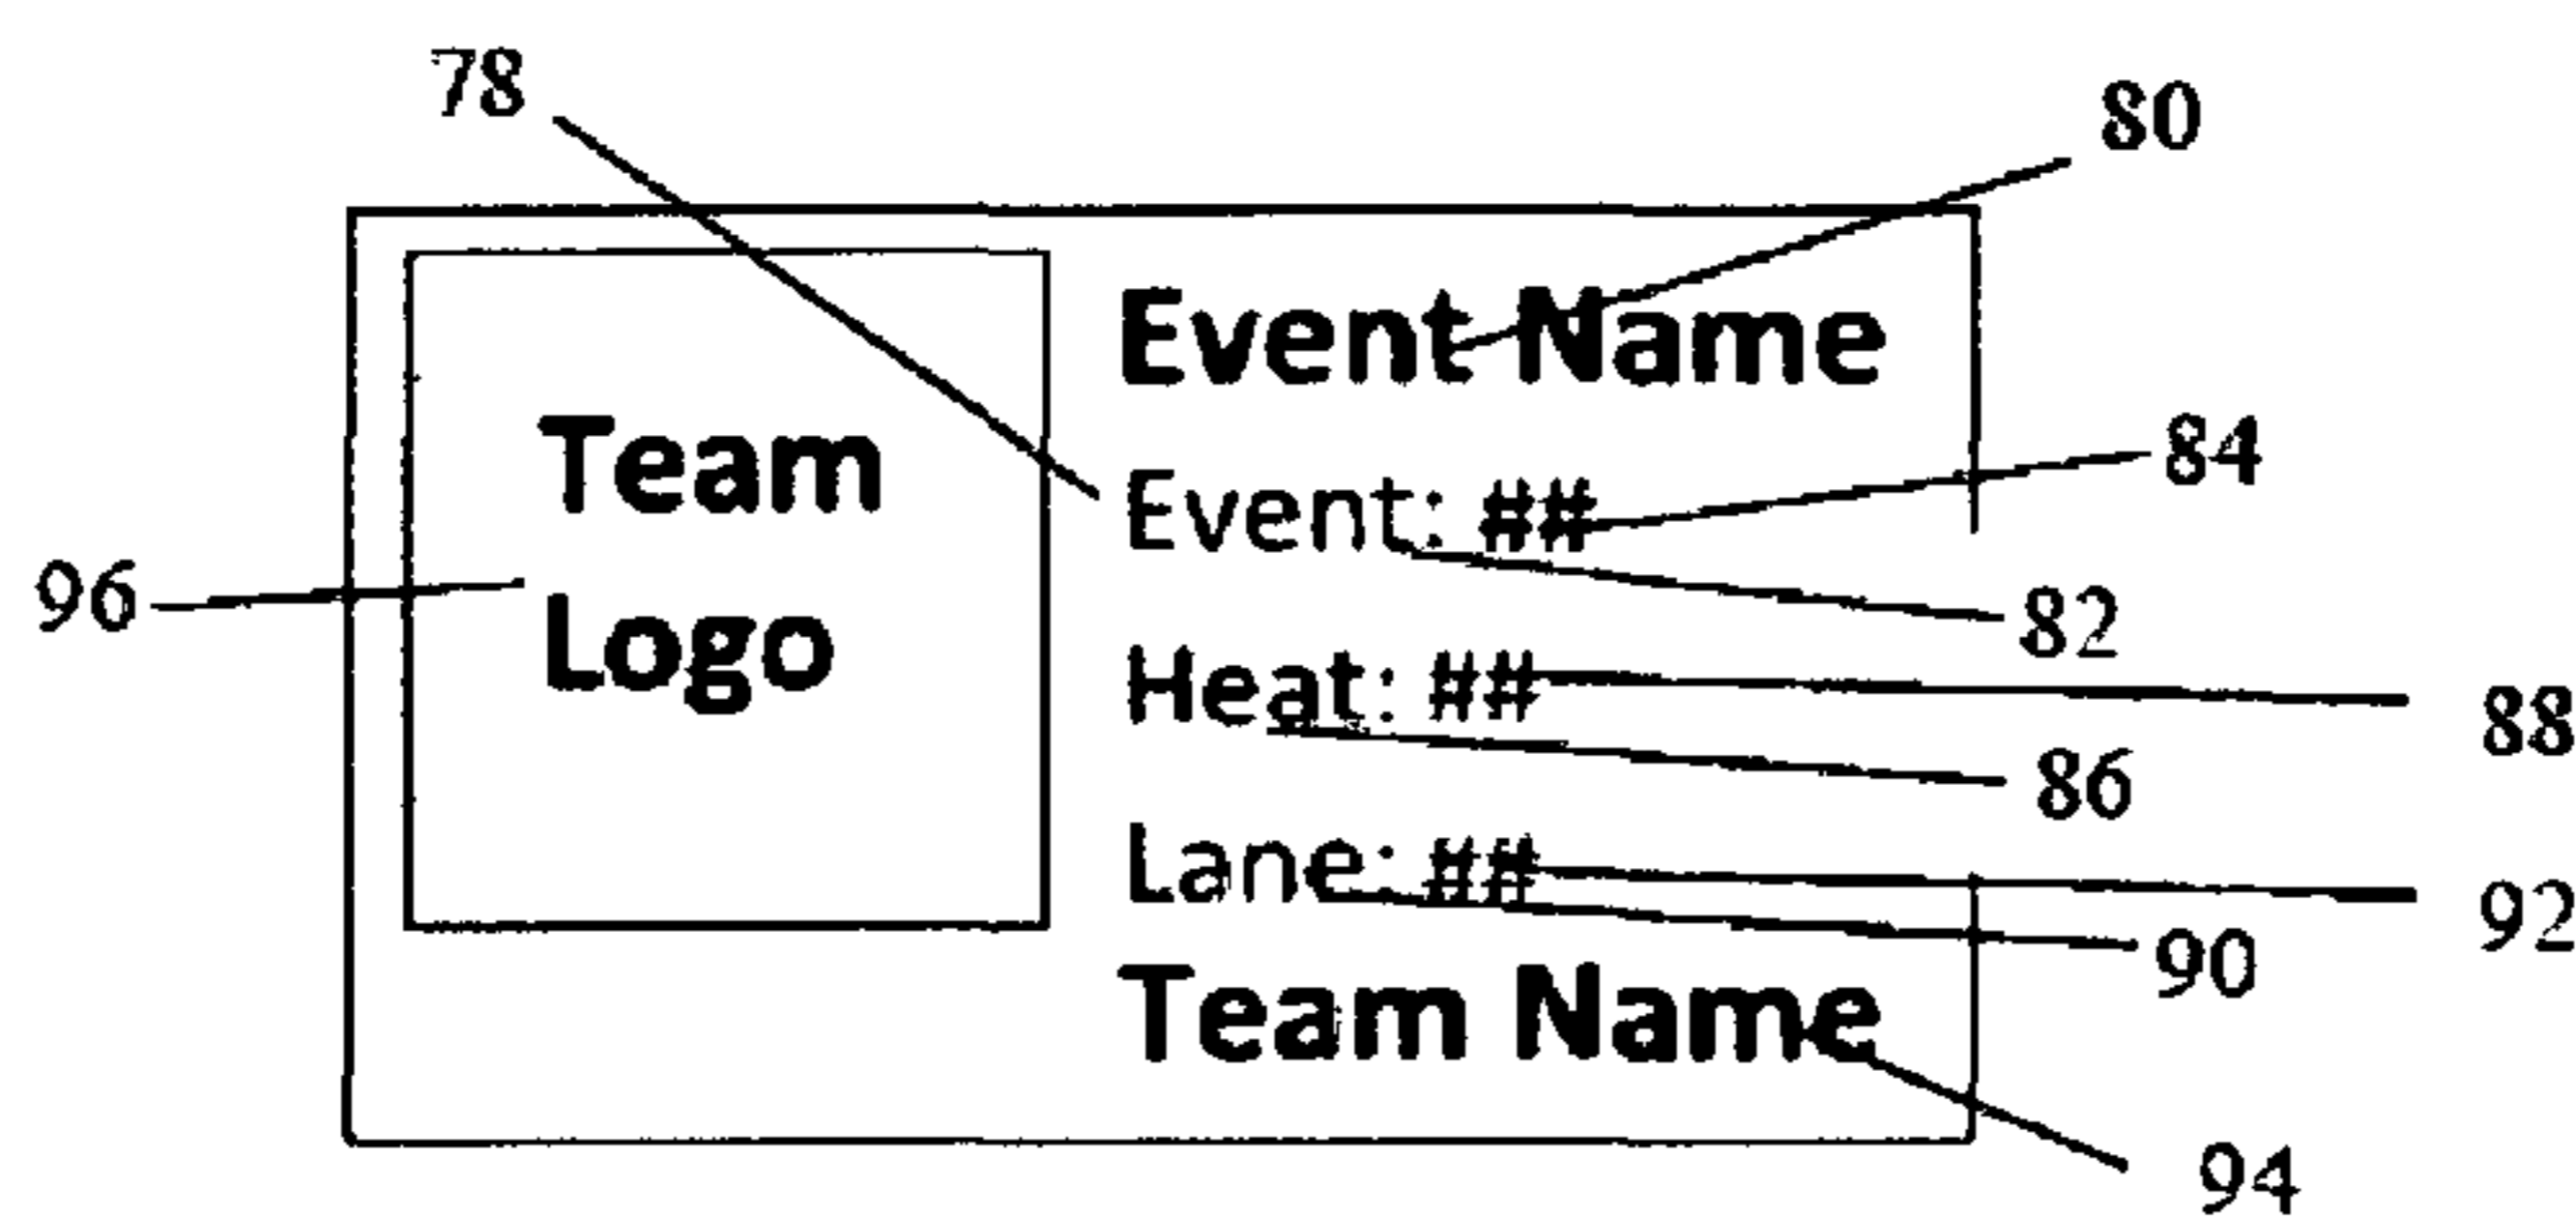 78
80
Event Name
Team
Logo
Event: ##
84
96
82
Heat: ##
88
86
Lane: ##
92
90
Team Name
94